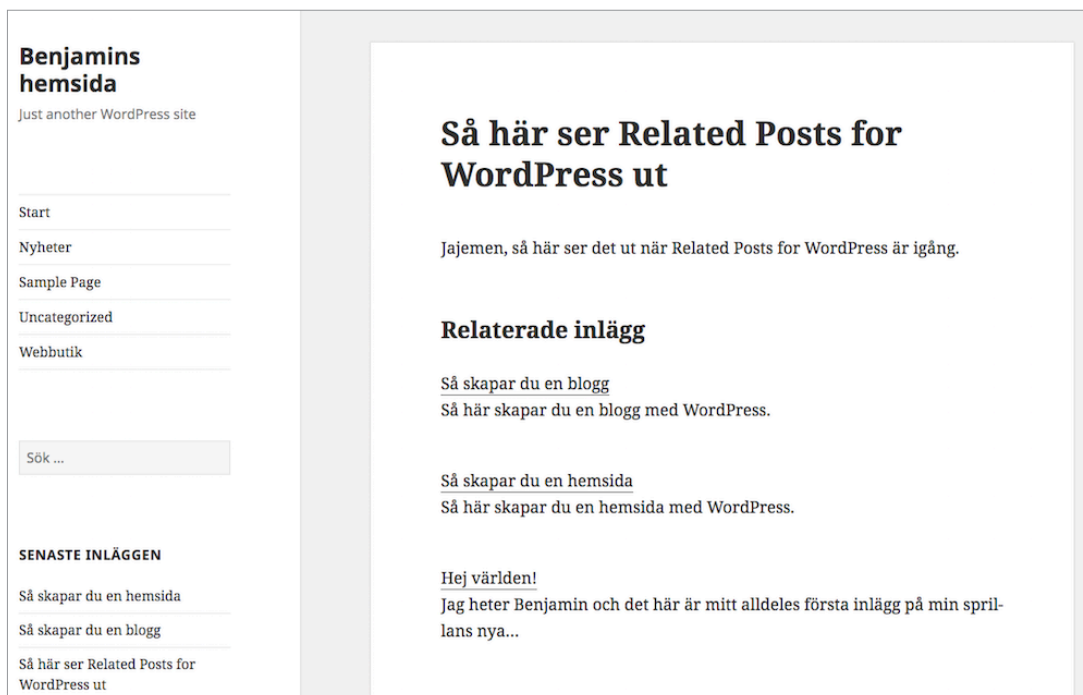 Benjamins
hemsida
Just another WordPress site
Start
Nyheter
Sample Page
Uncategorized
Webbutik
Sök ...
SENASTE INLÄGGEN
Så skapar du en hemsida
Så skapar du en blogg
Så här ser Related Posts for
WordPress ut
Så här ser Related Posts for
WordPress ut
Jajemen, så här ser det ut när Related Posts for WordPress är igång.
Relaterade inlägg
Så skapar du en blogg
Så här skapar du en blogg med WordPress.
Så skapar du en hemsida
Så här skapar du en hemsida med WordPress.
Hej världen!
Jag heter Benjamin och det här är mitt alldeles första inlägg på min spril-
lans nya...